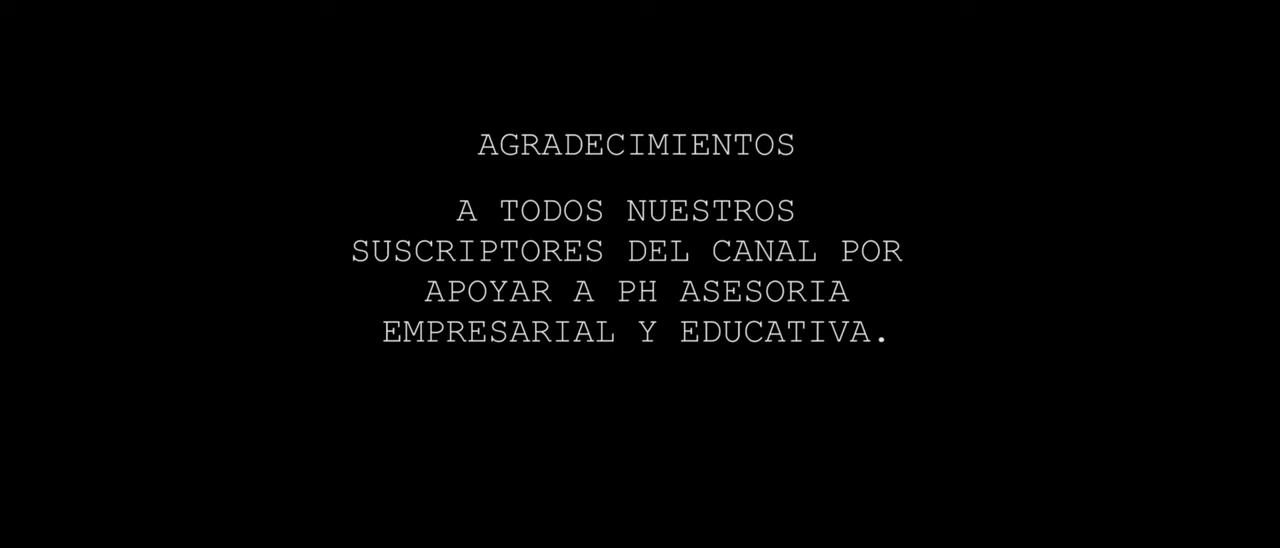 AGRADECIMIENTOS
A TODOS NUESTROS
SUSCRIPTORES DEL CANAL POR
APOYAR A PH ASESORIA
EMPRESARIAL Y EDUCATIVA.